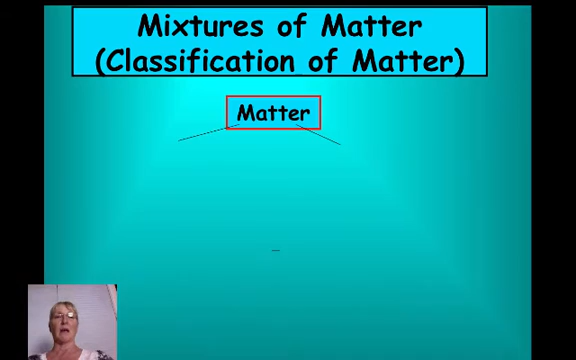 Mixtures of Matter
(Classification of Matter)
Matter